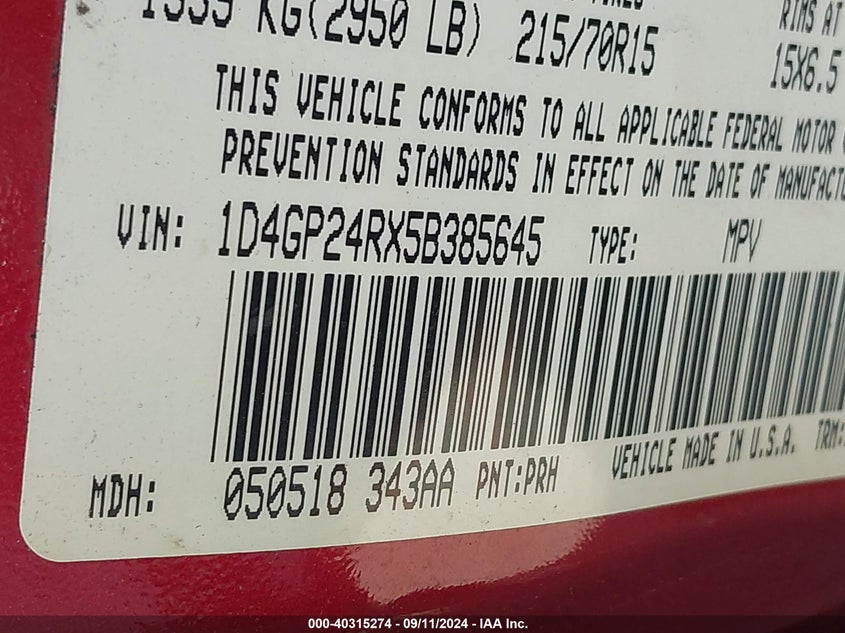 KG(2950 LB) 215/70R15
RIMS AT
15X6.5
THIS VEHICLE CONFORMS TO ALL APPLICABLE FEDERAL MOTOR
PREVENTION STANDARDS IN EFFECT ON THE DATE OF MANUFACT
VIN: 1D4GP24RX5B385645 TYPE: MPV
MDH: 050518 343AA PNT:PRH VEHICLE MADE IN U.S.A. TRM:
000-40315274 - 09/11/2024 - IAA Inc.